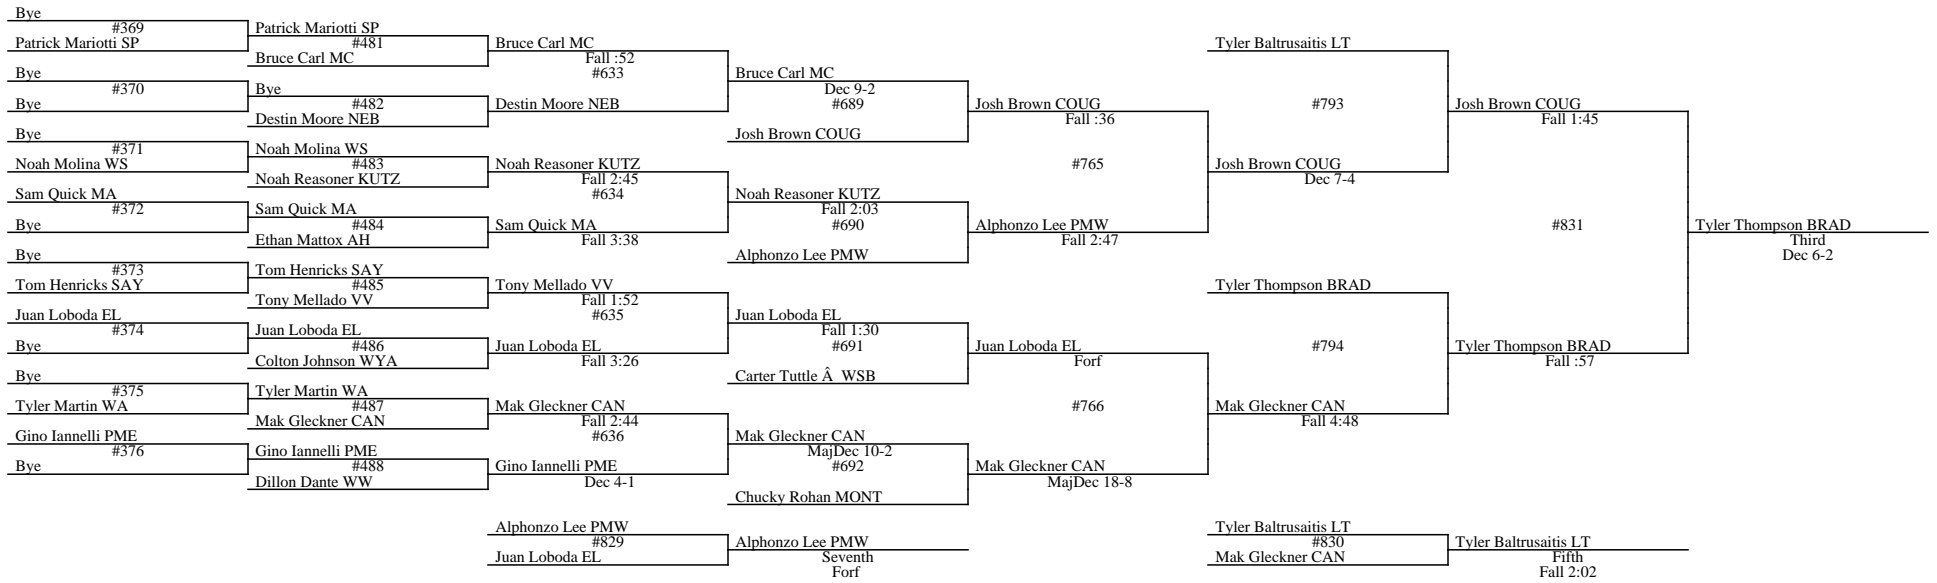 Bye
#369
Patrick Mariotti SP
Bye
#370
Bye
Bye
#371
Noah Molina WS
Sam Quick MA
#372
Bye
Bye
#373
Tom Henricks SAY
Juan Loboda EL
#374
Bye
Bye
#375
Tyler Martin WA
Gino Iannelli PME
#376
Bye
Patrick Mariotti SP
#481
Bruce Carl MC
Bye
#482
Destin Moore NEB
Noah Molina WS
#483
Noah Reasoner KUTZ
Sam Quick MA
#484
Ethan Mattox AH
Tom Henricks SAY
#485
Tony Mellado VV
Juan Loboda EL
#486
Colton Johnson WYA
Tyler Martin WA
#487
Mak Gleckner CAN
Gino Iannelli PME
#488
Dillon Dante WW
Bruce Carl MC
Fall :52
#633
Destin Moore NEB
Noah Reasoner KUTZ
Fall 2:45
#634
Sam Quick MA
Fall 3:38
Tony Mellado VV
Fall 1:52
#635
Juan Loboda EL
Fall 3:26
Mak Gleckner CAN
Fall 2:44
#636
Gino Iannelli PME
Dec 4-1
Bruce Carl MC
Dec 9-2
#689
Josh Brown COUG
Noah Reasoner KUTZ
Fall 2:03
#690
Alphonzo Lee PMW
Juan Loboda EL
Fall 1:30
#691
Carter Tuttle Â WSB
Mak Gleckner CAN
MajDec 10-2
#692
Chucky Rohan MONT
Josh Brown COUG
Fall :36
#765
Alphonzo Lee PMW
Fall 2:47
Juan Loboda EL
Forf
#766
Mak Gleckner CAN
MajDec 18-8
Tyler Baltrusaitis LT
#793
Josh Brown COUG
Dec 7-4
Tyler Thompson BRAD
#794
Mak Gleckner CAN
Fall 4:48
Josh Brown COUG
Fall 1:45
#831
Tyler Thompson BRAD
Fall :57
Tyler Thompson BRAD
Third
Dec 6-2
Alphonzo Lee PMW
#829
Juan Loboda EL
Alphonzo Lee PMW
Seventh
Forf
Tyler Baltrusaitis LT
#830
Mak Gleckner CAN
Tyler Baltrusaitis LT
Fifth
Fall 2:02